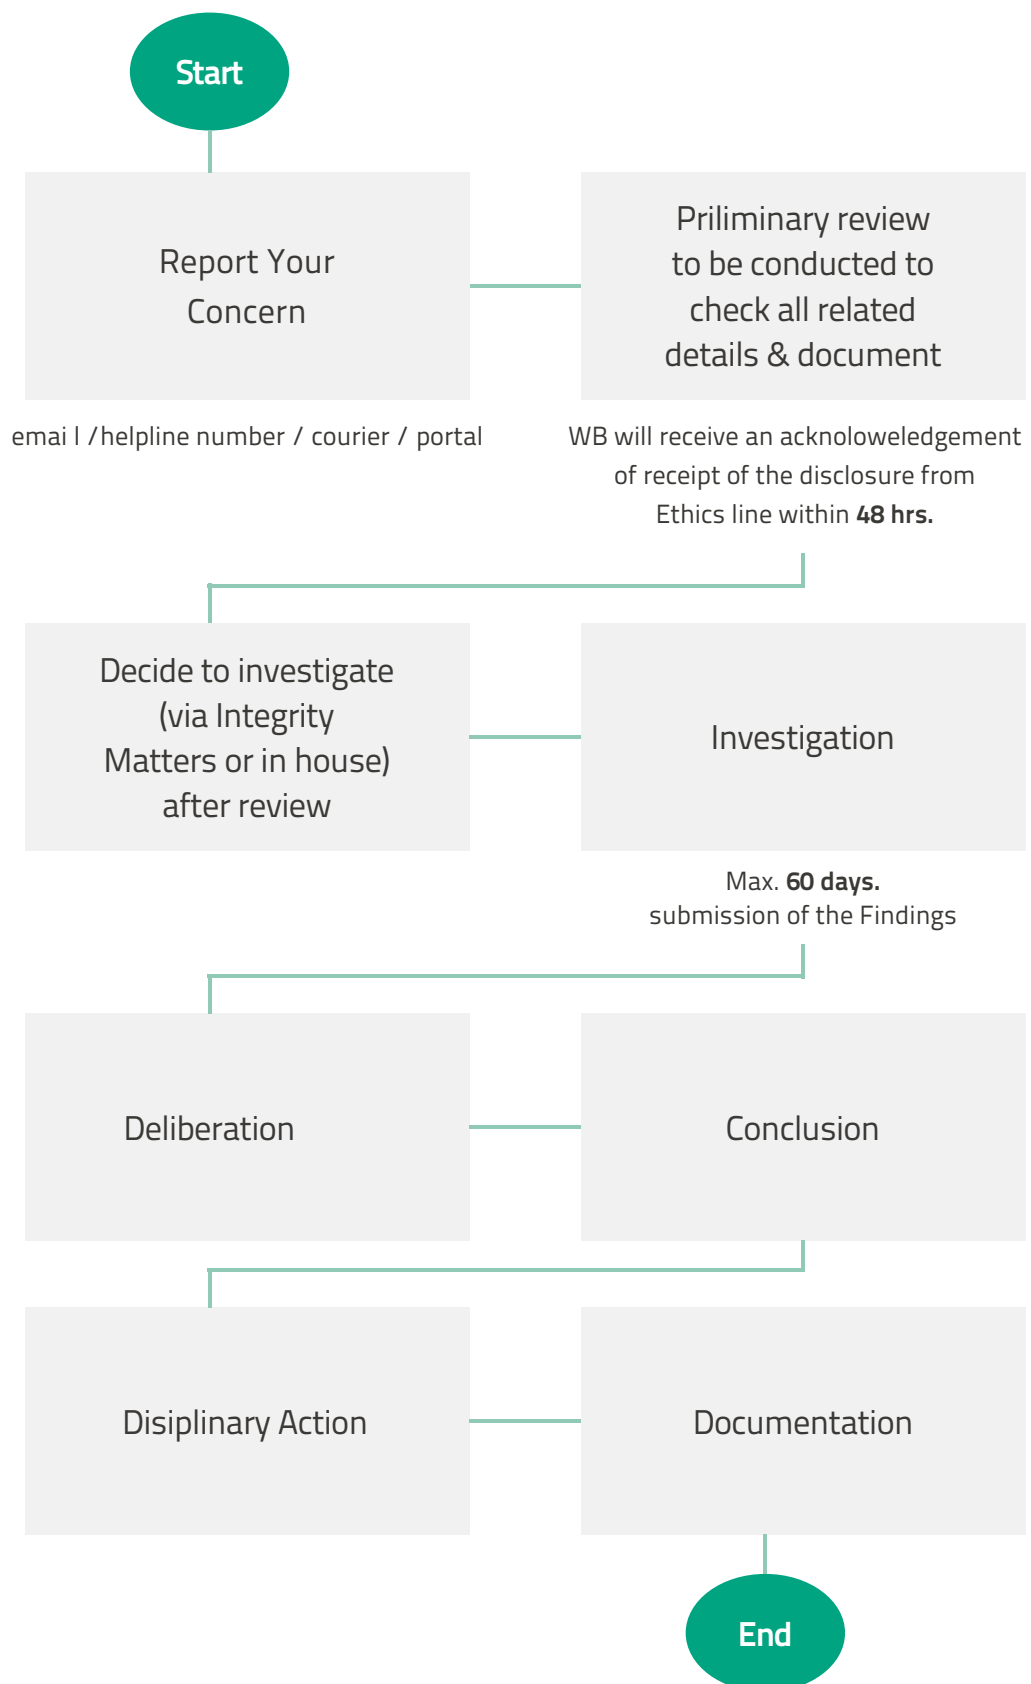 Start
Report Your
Concern
Priliminary review
to be conducted to
check all related
details & document
emai l /helpline number / courier / portal
WB will receive an acknoloweledgement
of receipt of the disclosure from
Ethics line within 48 hrs.
Decide to investigate
(via Integrity
Matters or in house)
after review
Investigation
Max. 60 days.
submission of the Findings
Deliberation
Conclusion
Disiplinary Action
Documentation
End